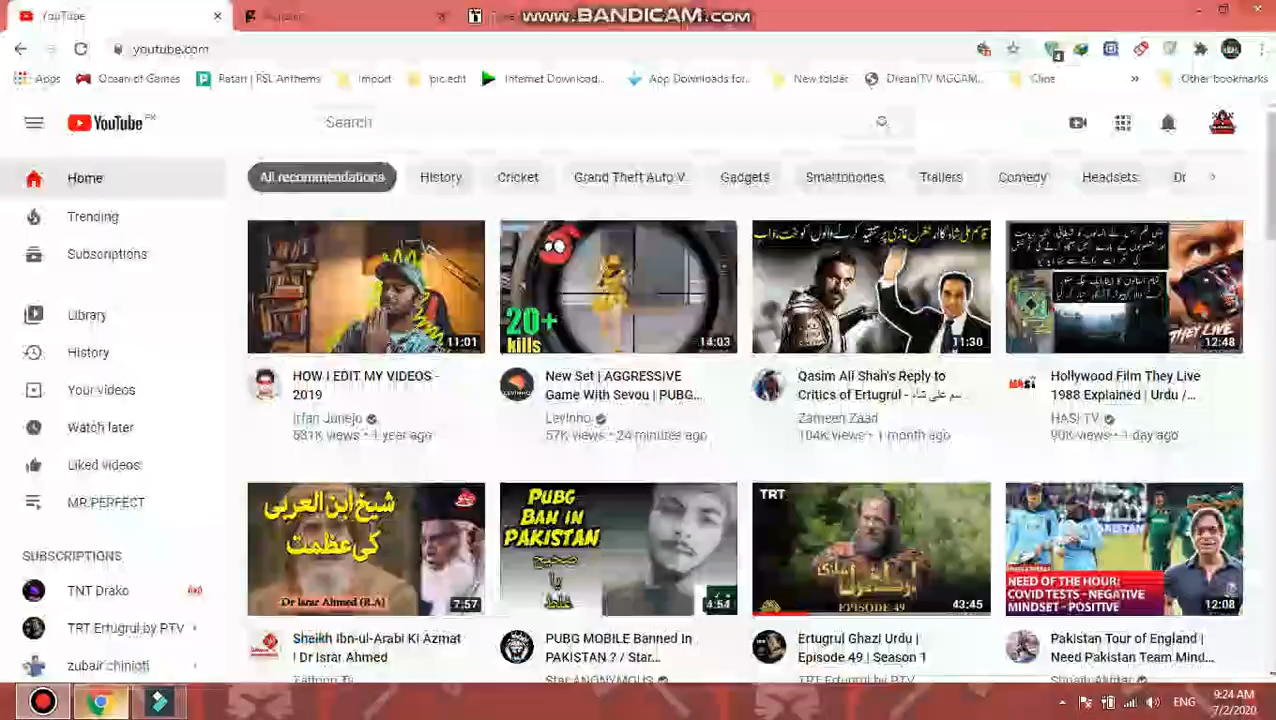 YouTube
www.BANDICAM.com
youtube.com
Apps
Ocean of Games
Patari | PSL Anthems
import
pic edit
Internet Download...
App Downloads for...
New folder
DreamTV MGCAM...
Other bookmarks
YouTube PK
Search
Home
Trending
Subscriptions
Library
History
Your videos
Watch later
Liked videos
MR PERFECT
SUBSCRIPTIONS
TNT Drako
TRT Ertugrul by PTV
zubair chinioti
All recommendations
History
Cricket
Grand Theft Auto V...
Gadgets
Smartphones
Trailers
Comedy
Headsets
Dr
11:01
20+
kills
14:03
11:30
THEY LIVE
12:48
HOW I EDIT MY VIDEOS -
2019
Irfan Junejo
581K views • 1 year ago
New Set | AGGRESSIVE
Game With Sevou | PUBG...
Levinho
57K views • 24 minutes ago
Qasim Ali Shah's Reply to
Critics of Ertugrul -
Zameen Zaad
104K views • 1 month ago
Hollywood Film They Live
1988 Explained | Urdu /...
HASI TV
90K views • 1 day ago
شیخ ابن العربی
کی عظمت
Dr Israr Ahmed (R.A)
7:57
PUBG
BAN IN
PAKISTAN
صحیح
یا
غلط
4:54
TRT
EPISODE 49
43:45
NEED OF THE HOUR:
COVID TESTS - NEGATIVE
MINDSET - POSITIVE
12:08
Sheikh Ibn-ul-Arabi Ki Azmat
! Dr Israr Ahmed
PUBG MOBILE Banned In
PAKISTAN ? / Star...
Star ANONYMOUS
Ertugrul Ghazi Urdu |
Episode 49 | Season 1
TRT Ertugrul by PTV
Pakistan Tour of England |
Need Pakistan Team Mind...
Shoaib Akhtar
ENG
9:24 AM
7/2/2020